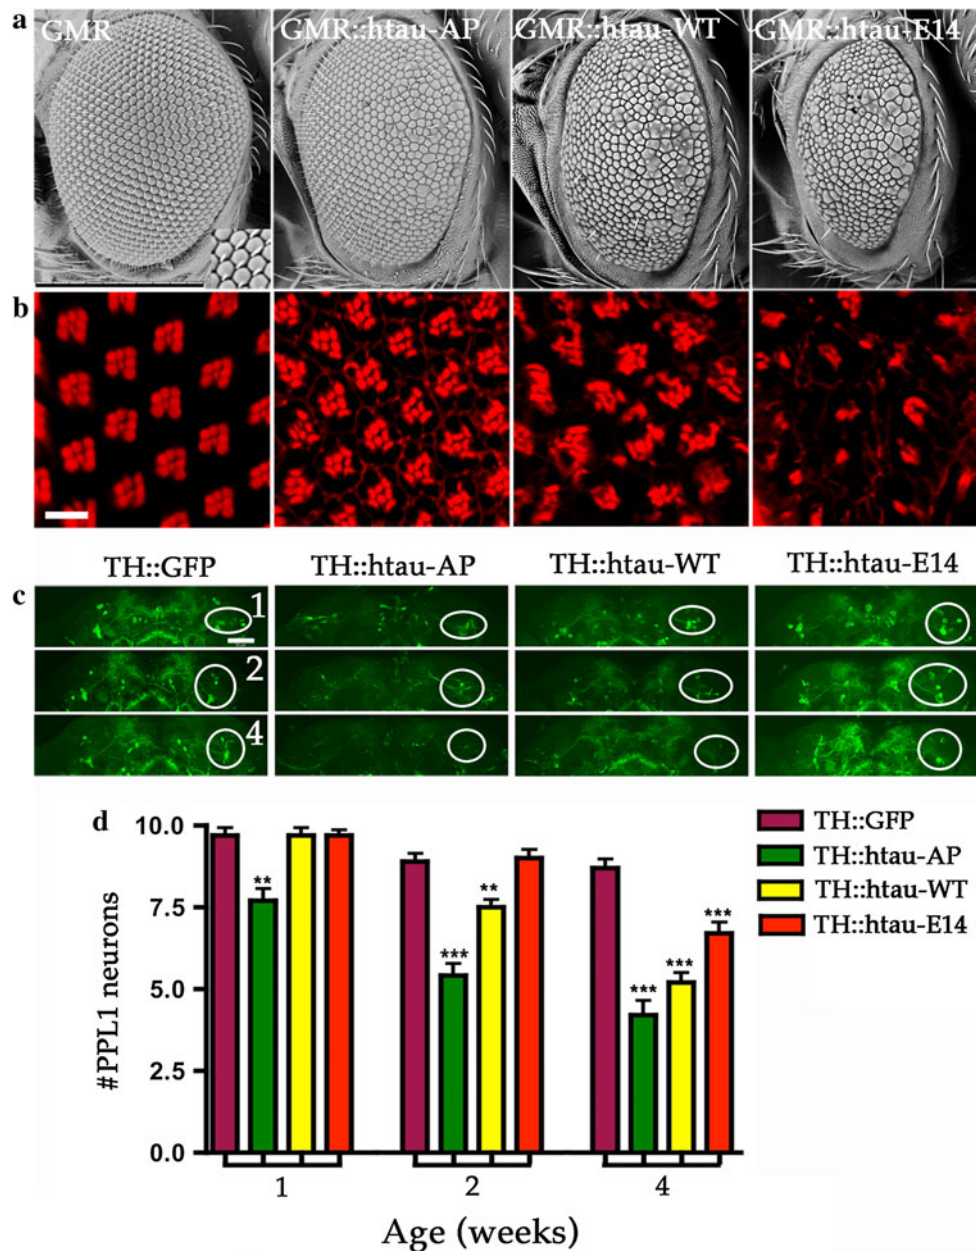 a
GMR
GMR::htau-AP
GMR::htau-WT
GMR::htau-E14
b
TH::GFP
TH::htau-AP
TH::htau-WT
TH::htau-E14
c
1
2
4
d
10.0
7.5
5.0
2.5
0.0
#PPL1 neurons
**
***
**
***
***
***
1
2
4
Age (weeks)
TH::GFP
TH::htau-AP
TH::htau-WT
TH::htau-E14